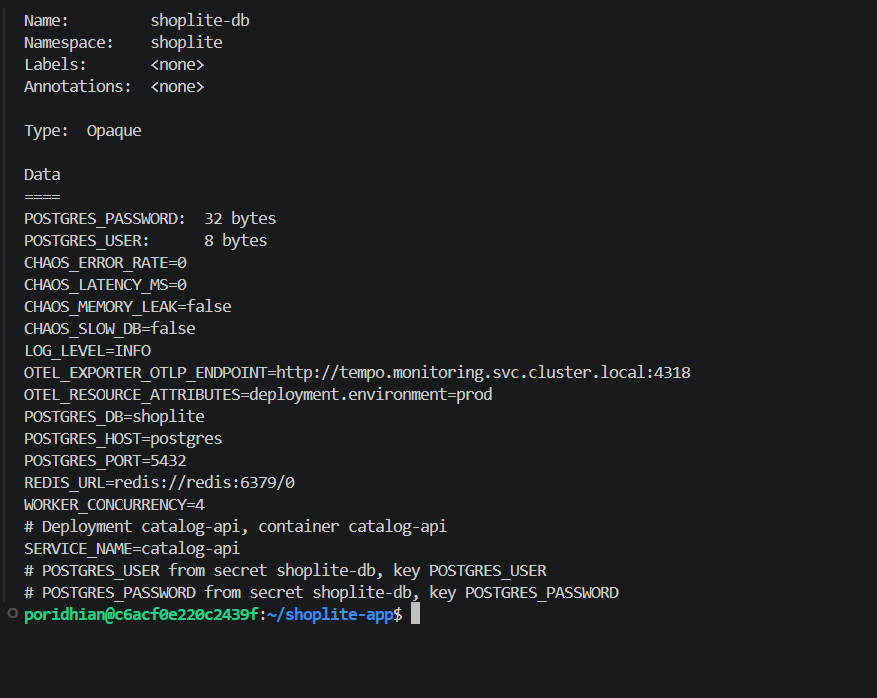 Name:         shoplite-db
Namespace:    shoplite
Labels:       <none>
Annotations:  <none>
Type:  Opaque
Data
====
POSTGRES_PASSWORD:  32 bytes
POSTGRES_USER:      8 bytes
CHAOS_ERROR_RATE=0
CHAOS_LATENCY_MS=0
CHAOS_MEMORY_LEAK=false
CHAOS_SLOW_DB=false
LOG_LEVEL=INFO
OTEL_EXPORTER_OTLP_ENDPOINT=http://tempo.monitoring.svc.cluster.local:4318
OTEL_RESOURCE_ATTRIBUTES=deployment.environment=prod
POSTGRES_DB=shoplite
POSTGRES_HOST=postgres
POSTGRES_PORT=5432
REDIS_URL=redis://redis:6379/0
WORKER_CONCURRENCY=4
# Deployment catalog-api, container catalog-api
SERVICE_NAME=catalog-api
# POSTGRES_USER from secret shoplite-db, key POSTGRES_USER
# POSTGRES_PASSWORD from secret shoplite-db, key POSTGRES_PASSWORD
poridhian@c6acf0e220c2439f:~/shoplite-app$